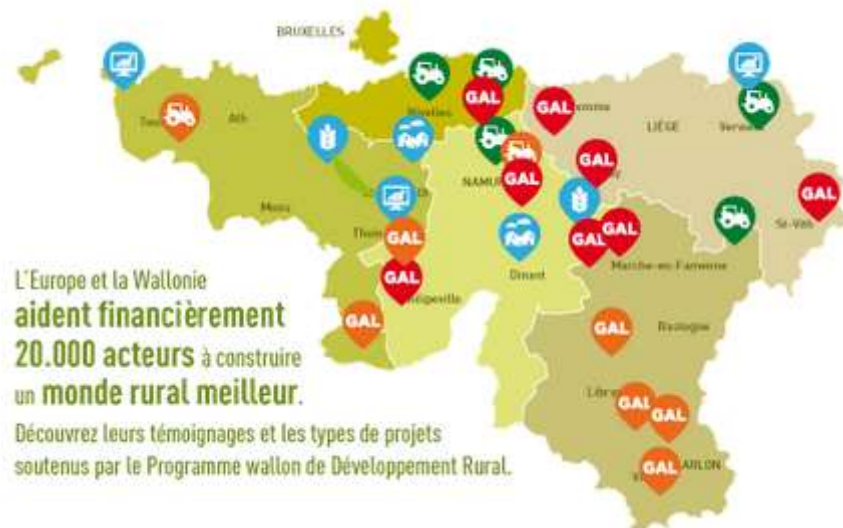 BRUXELLES
GAL
GAL
LIÈGE
Ath
GAL
NAMUR
GAL
GAL
Mons
GAL
GAL
GAL
St-Vith
Dinant
Marche-en-Famenne
GAL
L'Europe et la Wallonie
aident financièrement
20.000 acteurs à construire
un monde rural meilleur.
GAL
GAL
Bastogne
GAL
GAL
GAL
ARLON
Découvrez leurs témoignages et les types de projets
soutenus par le Programme wallon de Développement Rural.